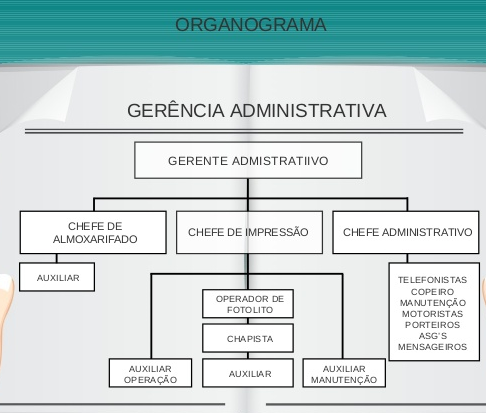 ORGANOGRAMA
GERÊNCIA ADMINISTRATIVA
GERENTE ADMISTRATIIVO
CHEFE DE
ALMOXARIFADO
CHEFE DE IMPRESSÃO
CHEFE ADMINISTRATIVO
AUXILIAR
TELEFONISTAS
COPEIRO
MANUTENÇÃO
MOTORISTAS
PORTEIROS
ASG'S
MENSAGEIROS
OPERADOR DE
FOTOLITO
CHAPISTA
AUXILIAR
OPERAÇÃO
AUXILIAR
AUXILIAR
MANUTENÇÃO